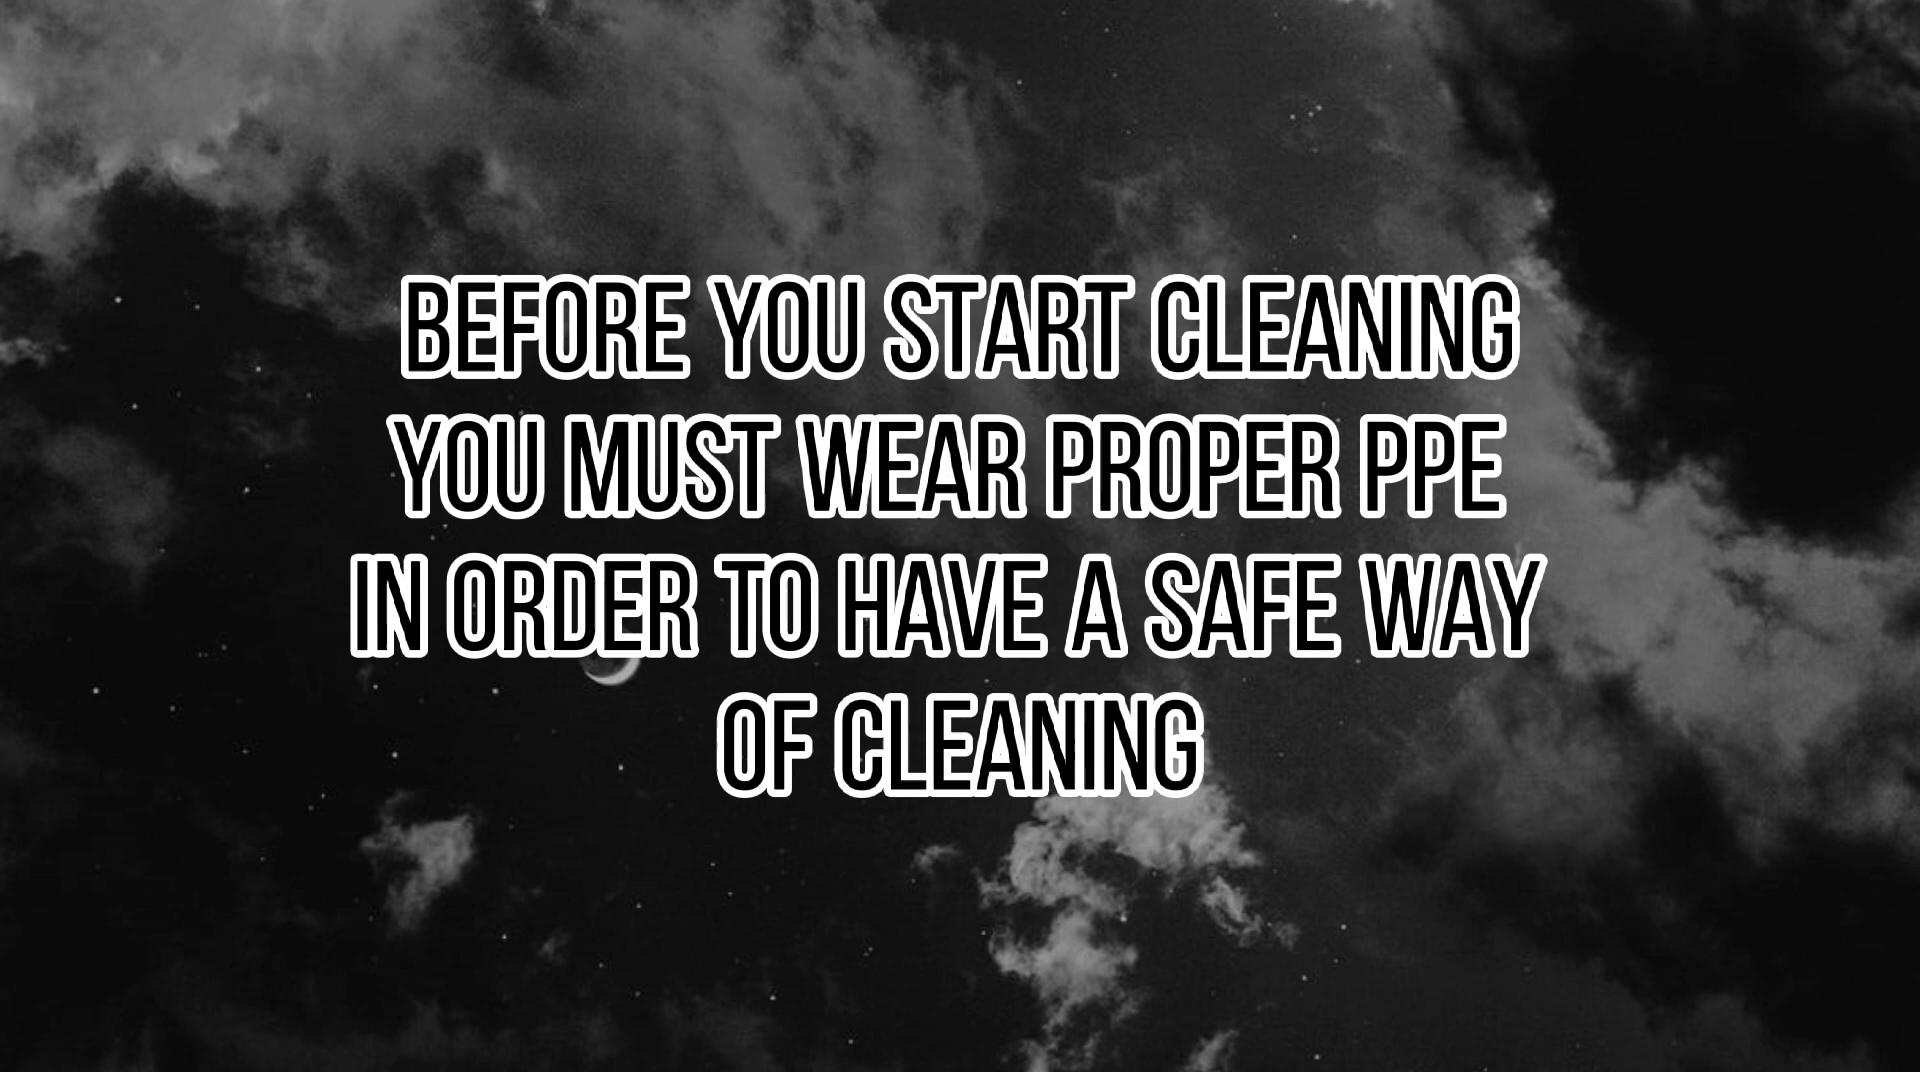 BEFORE YOU START CLEANING
YOU MUST WEAR PROPER PPE
IN ORDER TO HAVE A SAFE WAY
OF CLEANING